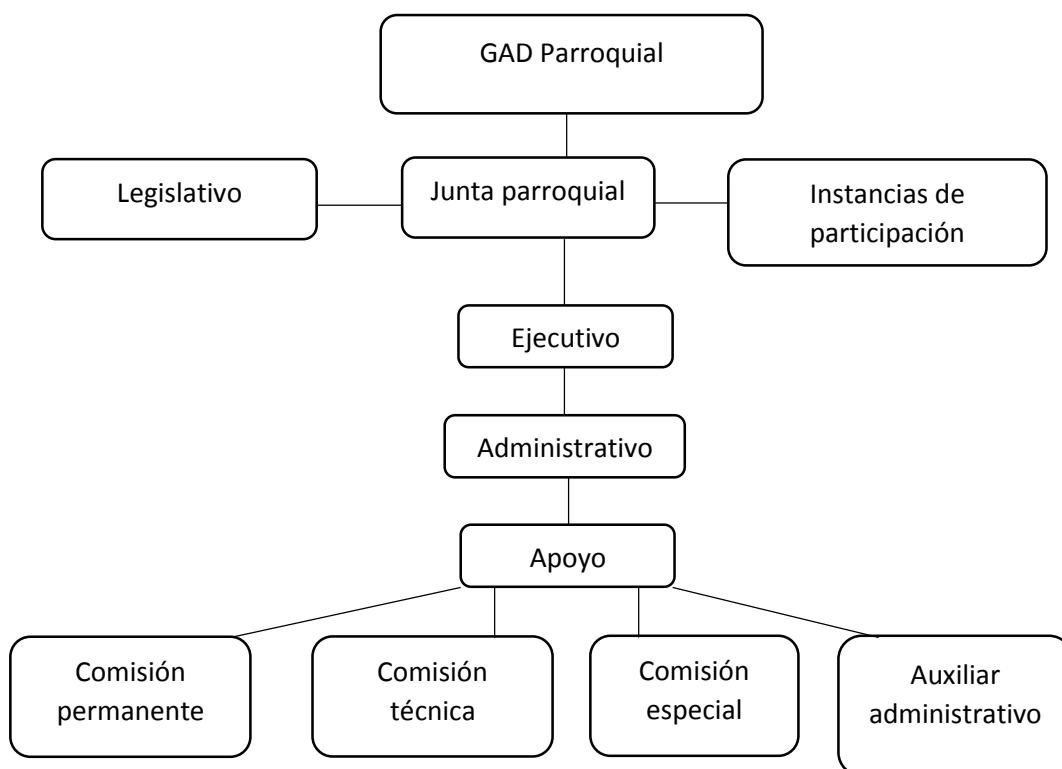 GAD Parroquial
Legislativo
Junta parroquial
Instancias de
participación
Ejecutivo
Administrativo
Apoyo
Comisión
permanente
Comisión
técnica
Comisión
especial
Auxiliar
administrativo